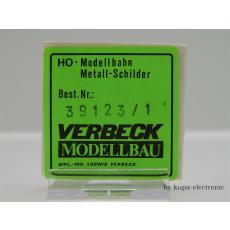 HO-Modellbahn
Metall-Schilder
Best.Nr.:
39123/1
VERBECK
MODELLBAU
DIPL.-ING. LUDWIG VERBECK
by kupa-electronic